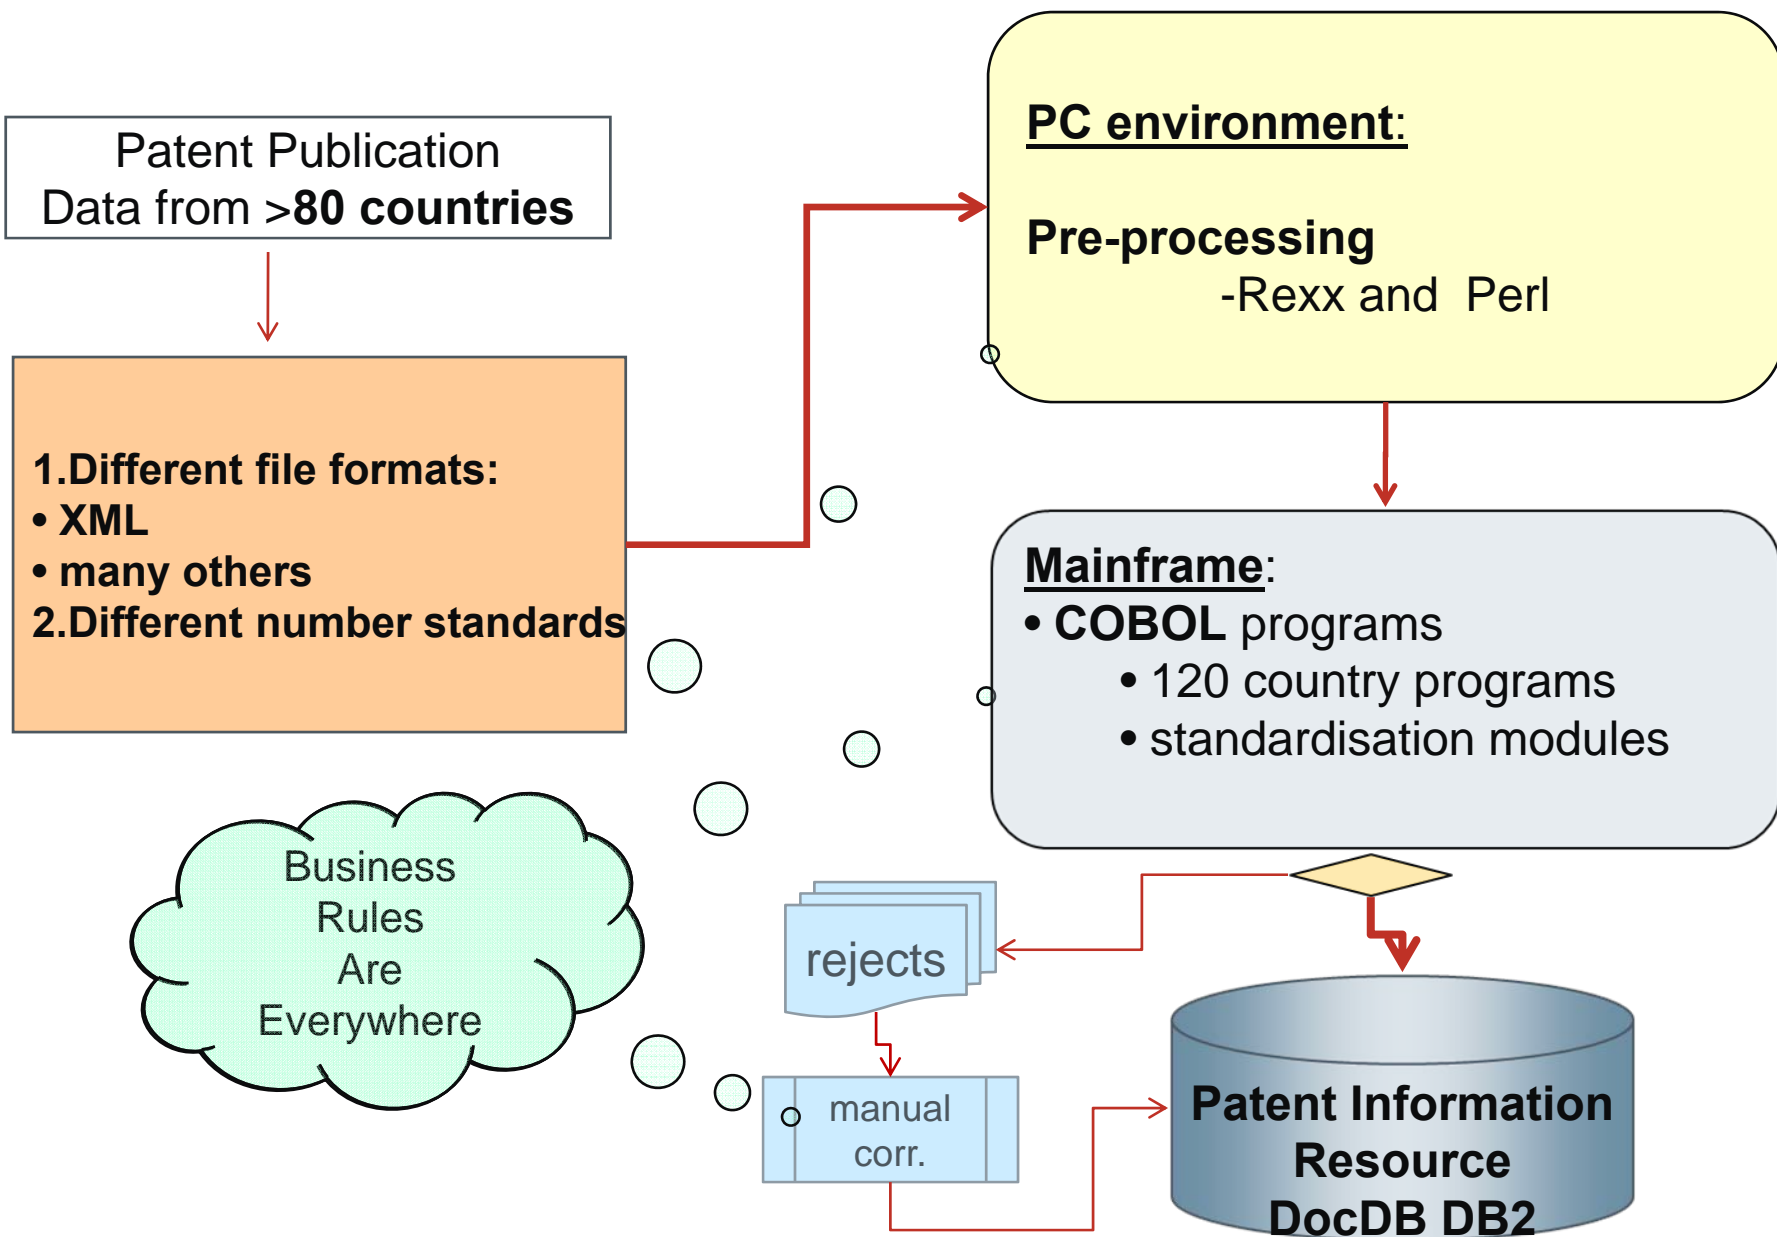 Patent Publication
Data from >80 countries
1.Different file formats:
• XML
• many others
2.Different number standards
PC environment:
Pre-processing
-Rexx and Perl
Mainframe:
• COBOL programs
• 120 country programs
• standardisation modules
Business
Rules
Are
Everywhere
rejects
manual
corr.
Patent Information
Resource
DocDB DB2